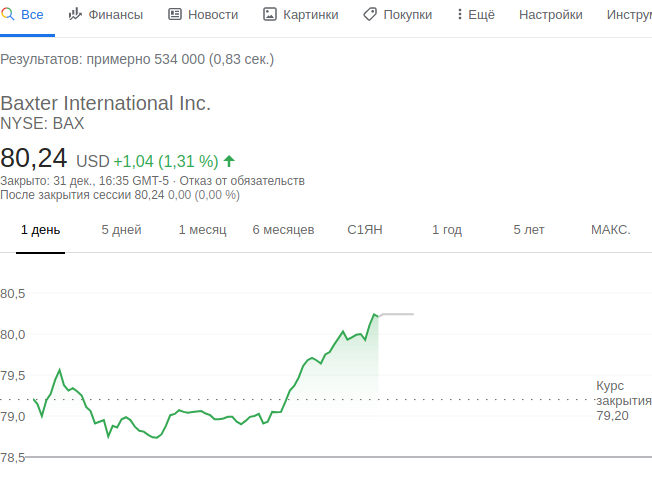 Все Финансы Новости Картинки Покупки Ещё Настройки Инстру
Результатов: примерно 534 000 (0,83 сек.)
Baxter International Inc.
NYSE: BAX
80,24 USD +1,04 (1,31 %)
Закрыто: 31 дек., 16:35 GMT-5 · Отказ от обязательств
После закрытия сессии 80,24 0,00 (0,00 %)
1 день 5 дней 1 месяц 6 месяцев С1ЯН 1 год 5 лет МАКС.
80,5
80,0
79,5
Курс
закрытия
79,20
79,0
78,5